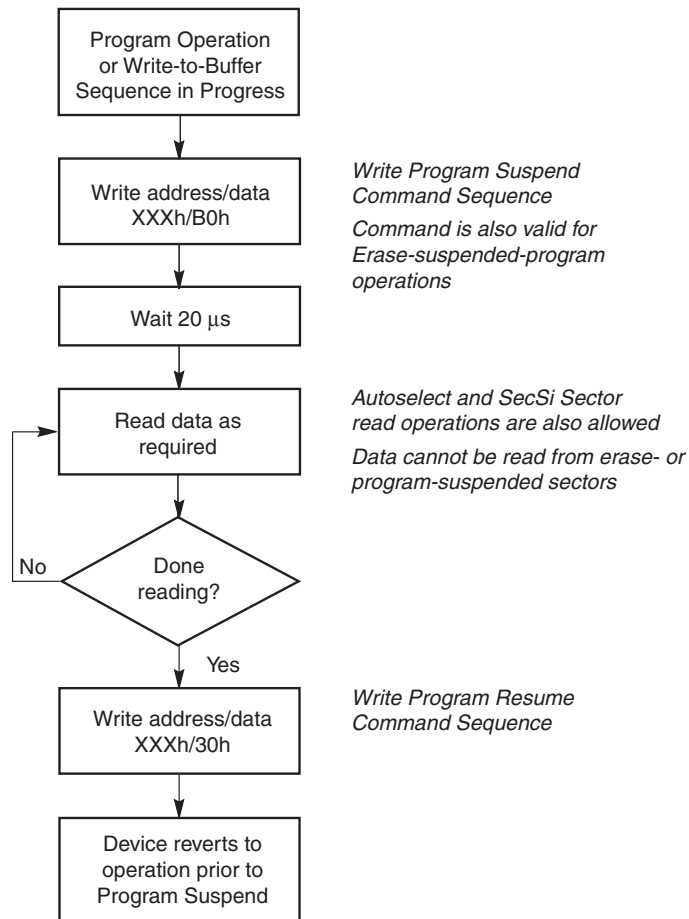 Program Operation
or Write-to-Buffer
Sequence in Progress
Write address/data
XXXh/B0h
Write Program Suspend
Command Sequence
Command is also valid for
Erase-suspended-program
operations
Wait 20 μs
Read data as
required
Autoselect and SecSi Sector
read operations are also allowed
Data cannot be read from erase- or
program-suspended sectors
No
Done
reading?
Yes
Write address/data
XXXh/30h
Write Program Resume
Command Sequence
Device reverts to
operation prior to
Program Suspend